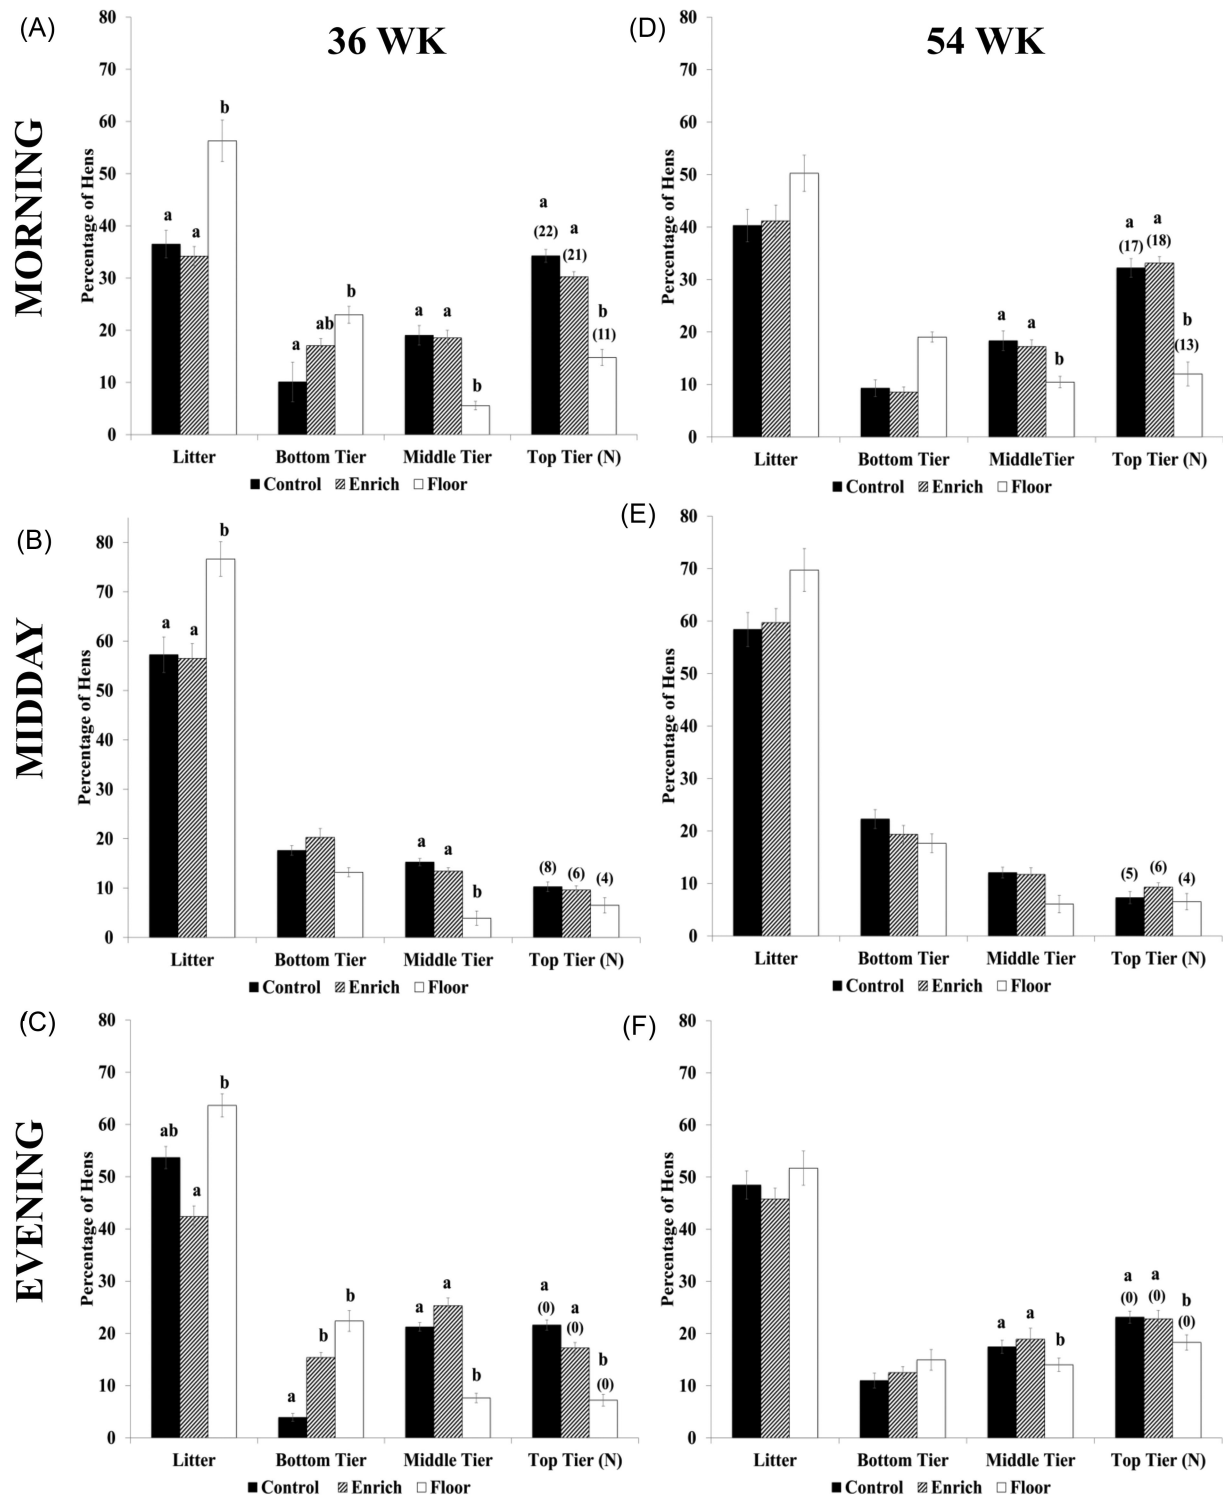 (A)
36 WK
(D)
54 WK
MORNING
Percentage of Hens
80
70
60
50
40
30
20
10
0
a
a
b
a
ab
b
a
a
b
a
(22)
a
(21)
b
(11)
Litter
Bottom Tier
Middle Tier
Top Tier (N)
Control Enrich Floor
Percentage of Hens
80
70
60
50
40
30
20
10
0
a
a
b
a
(17)
a
(18)
b
(13)
Litter
Bottom Tier
MiddleTier
Top Tier (N)
Control Enrich Floor
(B)
MIDDAY
Percentage of Hens
80
70
60
50
40
30
20
10
0
a
a
b
a
a
b
(8)
(6)
(4)
Litter
Bottom Tier
Middle Tier
Top Tier (N)
Control Enrich Floor
(E)
Percentage of Hens
80
70
60
50
40
30
20
10
0
(5)
(6)
(4)
Litter
Bottom Tier
Middle Tier
Top Tier (N)
Control Enrich Floor
(C)
EVENING
Percentage of Hens
80
70
60
50
40
30
20
10
0
ab
a
b
a
b
b
a
a
b
a
(0)
a
(0)
b
(0)
Litter
Bottom Tier
Middle Tier
Top Tier (N)
Control Enrich Floor
(F)
Percentage of Hens
80
70
60
50
40
30
20
10
0
a
a
b
a
(0)
a
(0)
b
(0)
Litter
Bottom Tier
Middle Tier
Top Tier (N)
Control Enrich Floor